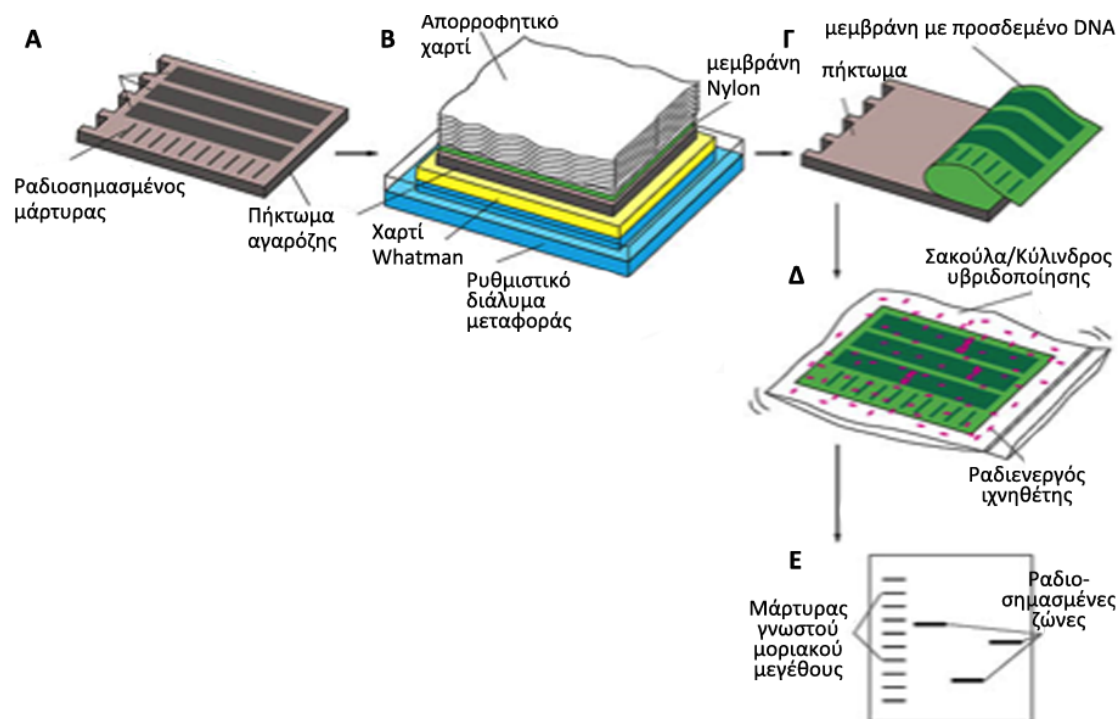 Α
Ραδιοσημασμένος
μάρτυρας
Πήκτωμα
αγαρόζης
Β
Απορροφητικό
χαρτί
μεμβράνη
Nylon
Χαρτί
Whatman
Ρυθμιστικό
διάλυμα
μεταφοράς
Γ
μεμβράνη με προσδεμένο DNA
πήκτωμα
Δ
Σακούλα/Κύλινδρος
υβριδοποίησης
Ραδιενεργός
ιχνηθέτης
Ε
Μάρτυρας
γνωστού
μοριακού
μεγέθους
Ραδιο-
σημασμένες
ζώνες